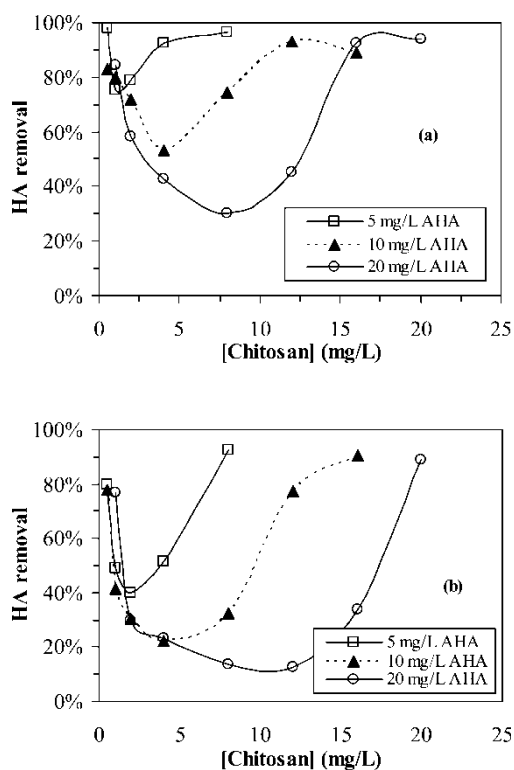 100%
80%
60%
40%
20%
0%
HA removal
(a)
5 mg/L AHA
10 mg/L AHA
20 mg/L AHA
0 5 10 15 20 25
[Chitosan] (mg/L)
100%
80%
60%
40%
20%
0%
HA removal
(b)
5 mg/L AHA
10 mg/L AHA
20 mg/L AHA
0 5 10 15 20 25
[Chitosan] (mg/L)